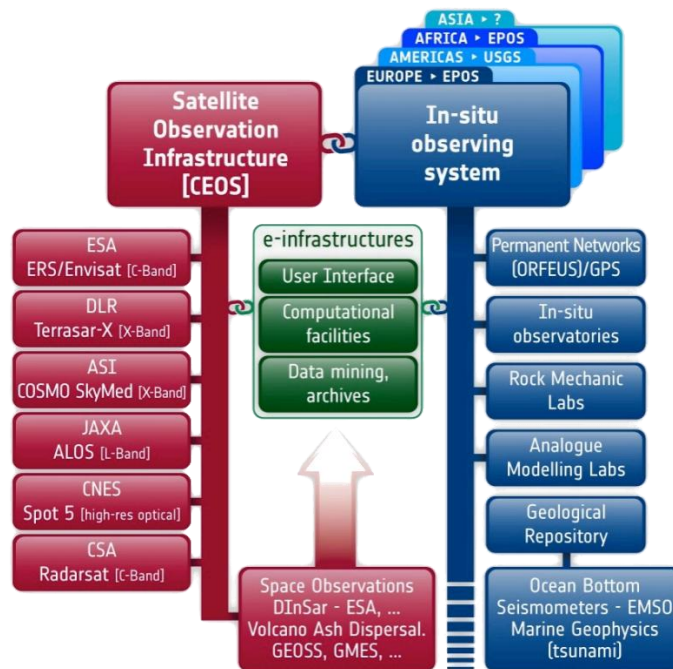 ASIA ▸ ?
AFRICA ▸ EPOS
AMERICAS ▸ USGS
EUROPE ▸ EPOS
Satellite
Observation
Infrastructure
[CEOS]
In-situ
observing
system
ESA
ERS/Envisat [C-Band]
DLR
Terrasar-X [X-Band]
ASI
COSMO SkyMed [X-Band]
JAXA
ALOS [L-Band]
CNES
Spot 5 [high-res optical]
CSA
Radarsat [C-Band]
e-infrastructures
User Interface
Computational
facilities
Data mining,
archives
Permanent Networks
(ORFEUS)/GPS
In-situ
observatories
Rock Mechanic
Labs
Analogue
Modelling Labs
Geological
Repository
Space Observations
DInSar - ESA, ...
Volcano Ash Dispersal.
GEOSS, GMES, ...
Ocean Bottom
Seismometers - EMSO
Marine Geophysics
(tsunami)